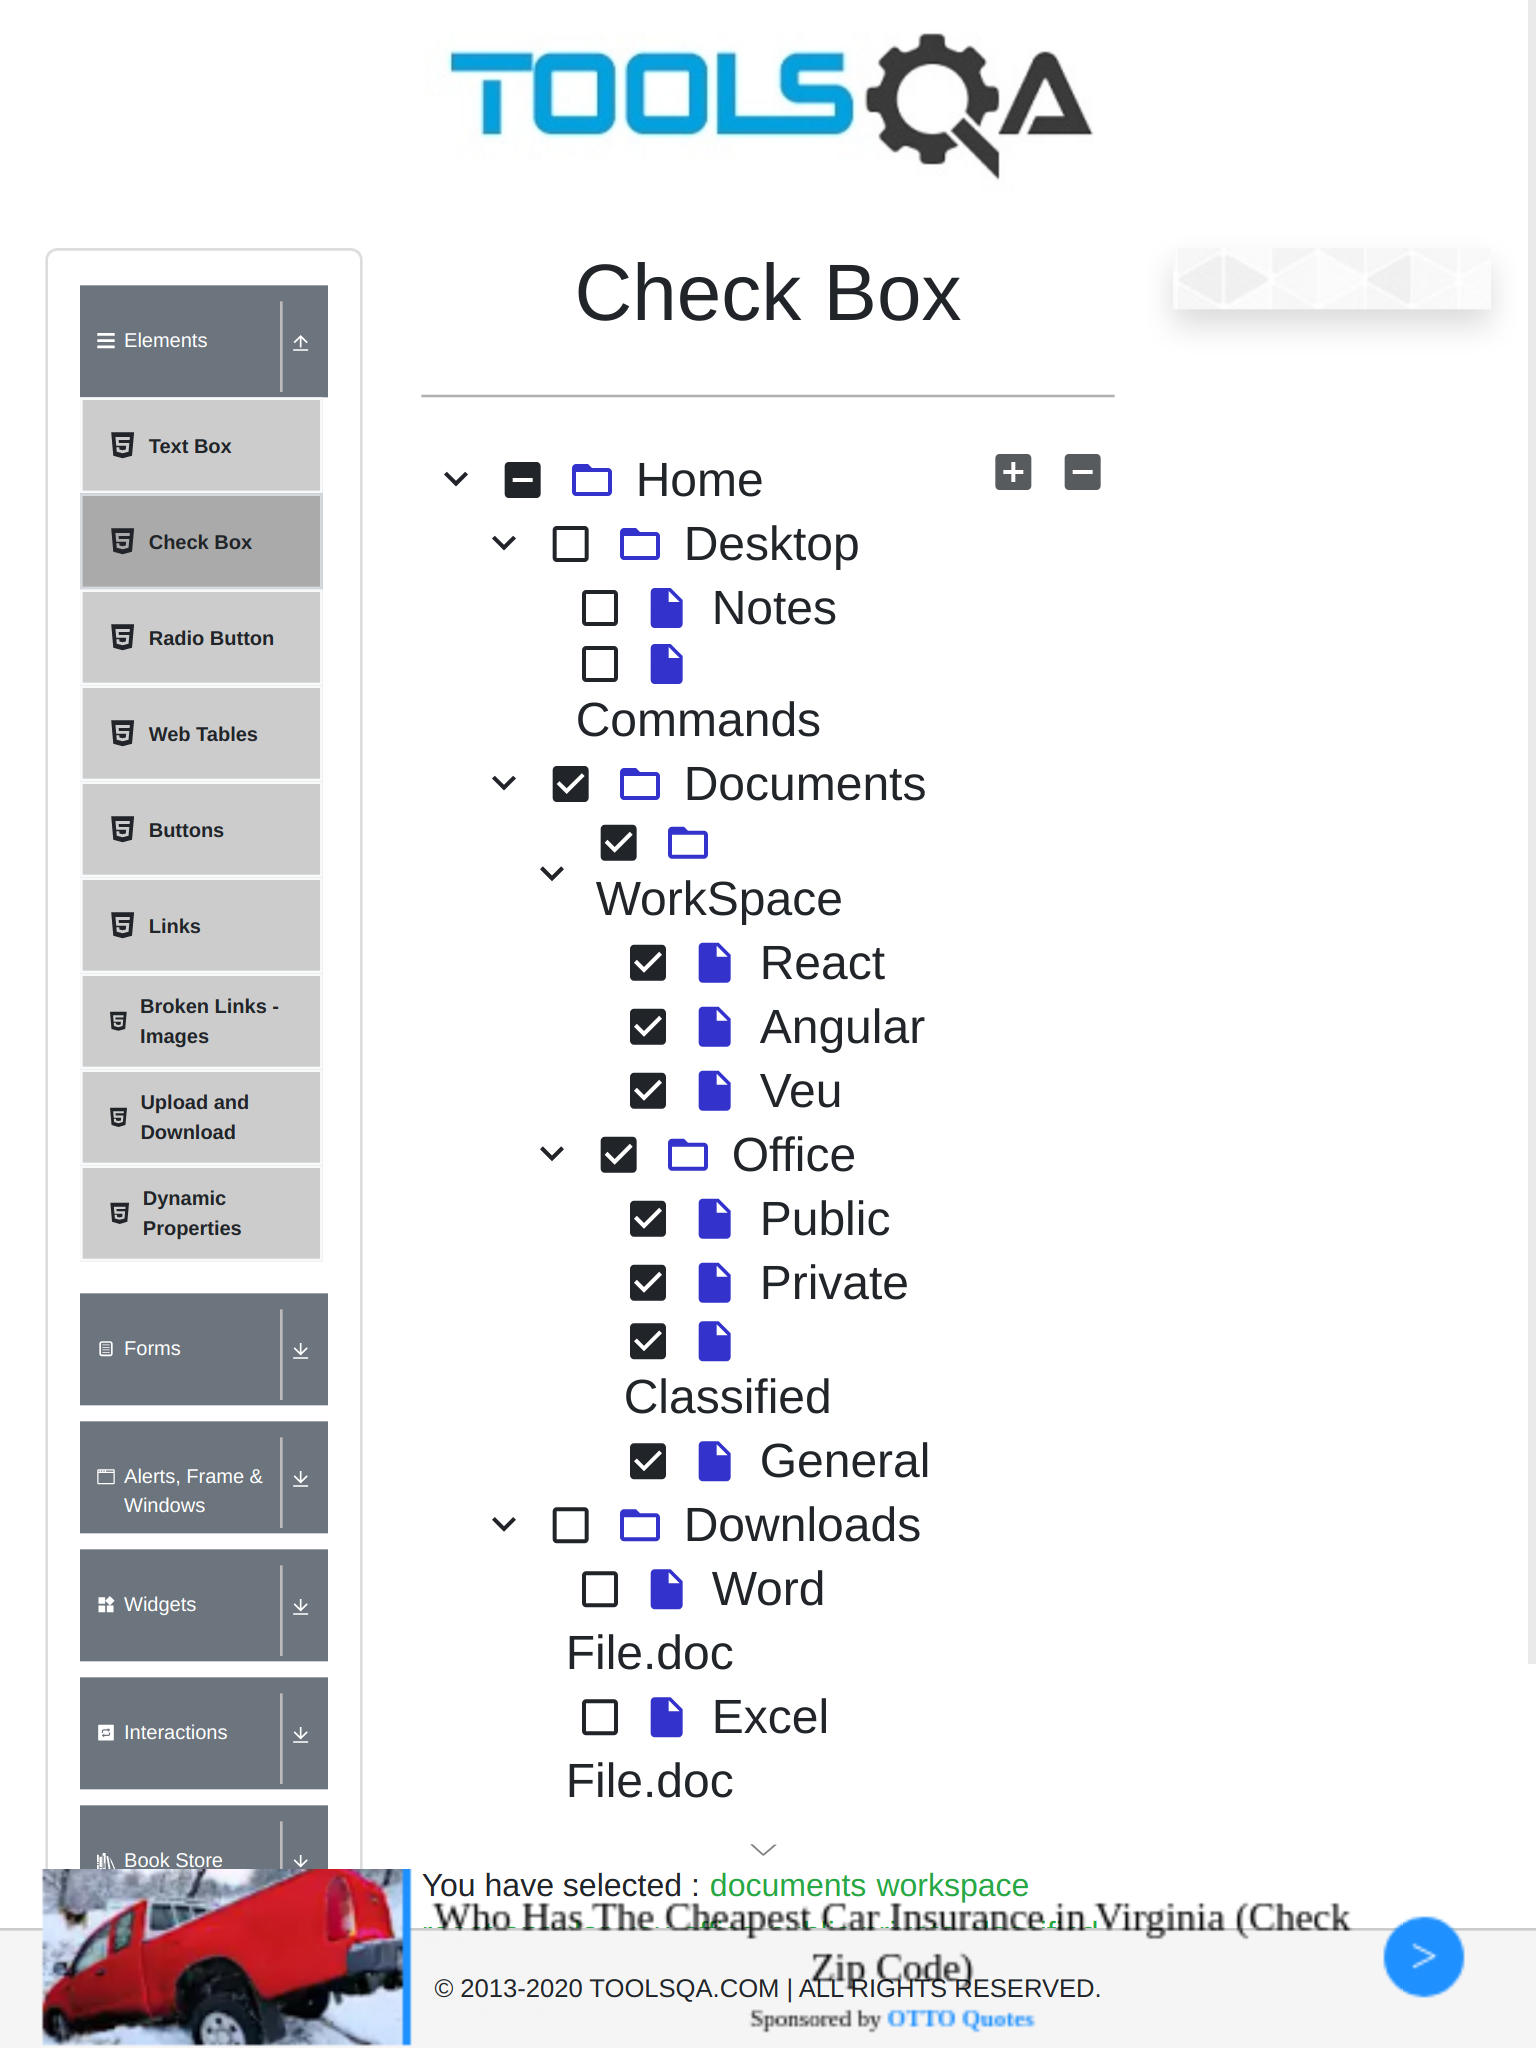 TOOLSQA
Check Box
Elements
Text Box
Check Box
Radio Button
Web Tables
Buttons
Links
Broken Links -
Images
Upload and
Download
Dynamic
Properties
Forms
Alerts, Frame &
Windows
Widgets
Interactions
Book Store
Home
Desktop
Notes
Commands
Documents
WorkSpace
React
Angular
Veu
Office
Public
Private
Classified
General
Downloads
Word
File.doc
Excel
File.doc
You have selected : documents workspace
Who Has The Cheapest Car Insurance in Virginia (Check
Zip Code)
© 2013-2020 TOOLSQA.COM | ALL RIGHTS RESERVED.
Sponsored by OTTO Quotes